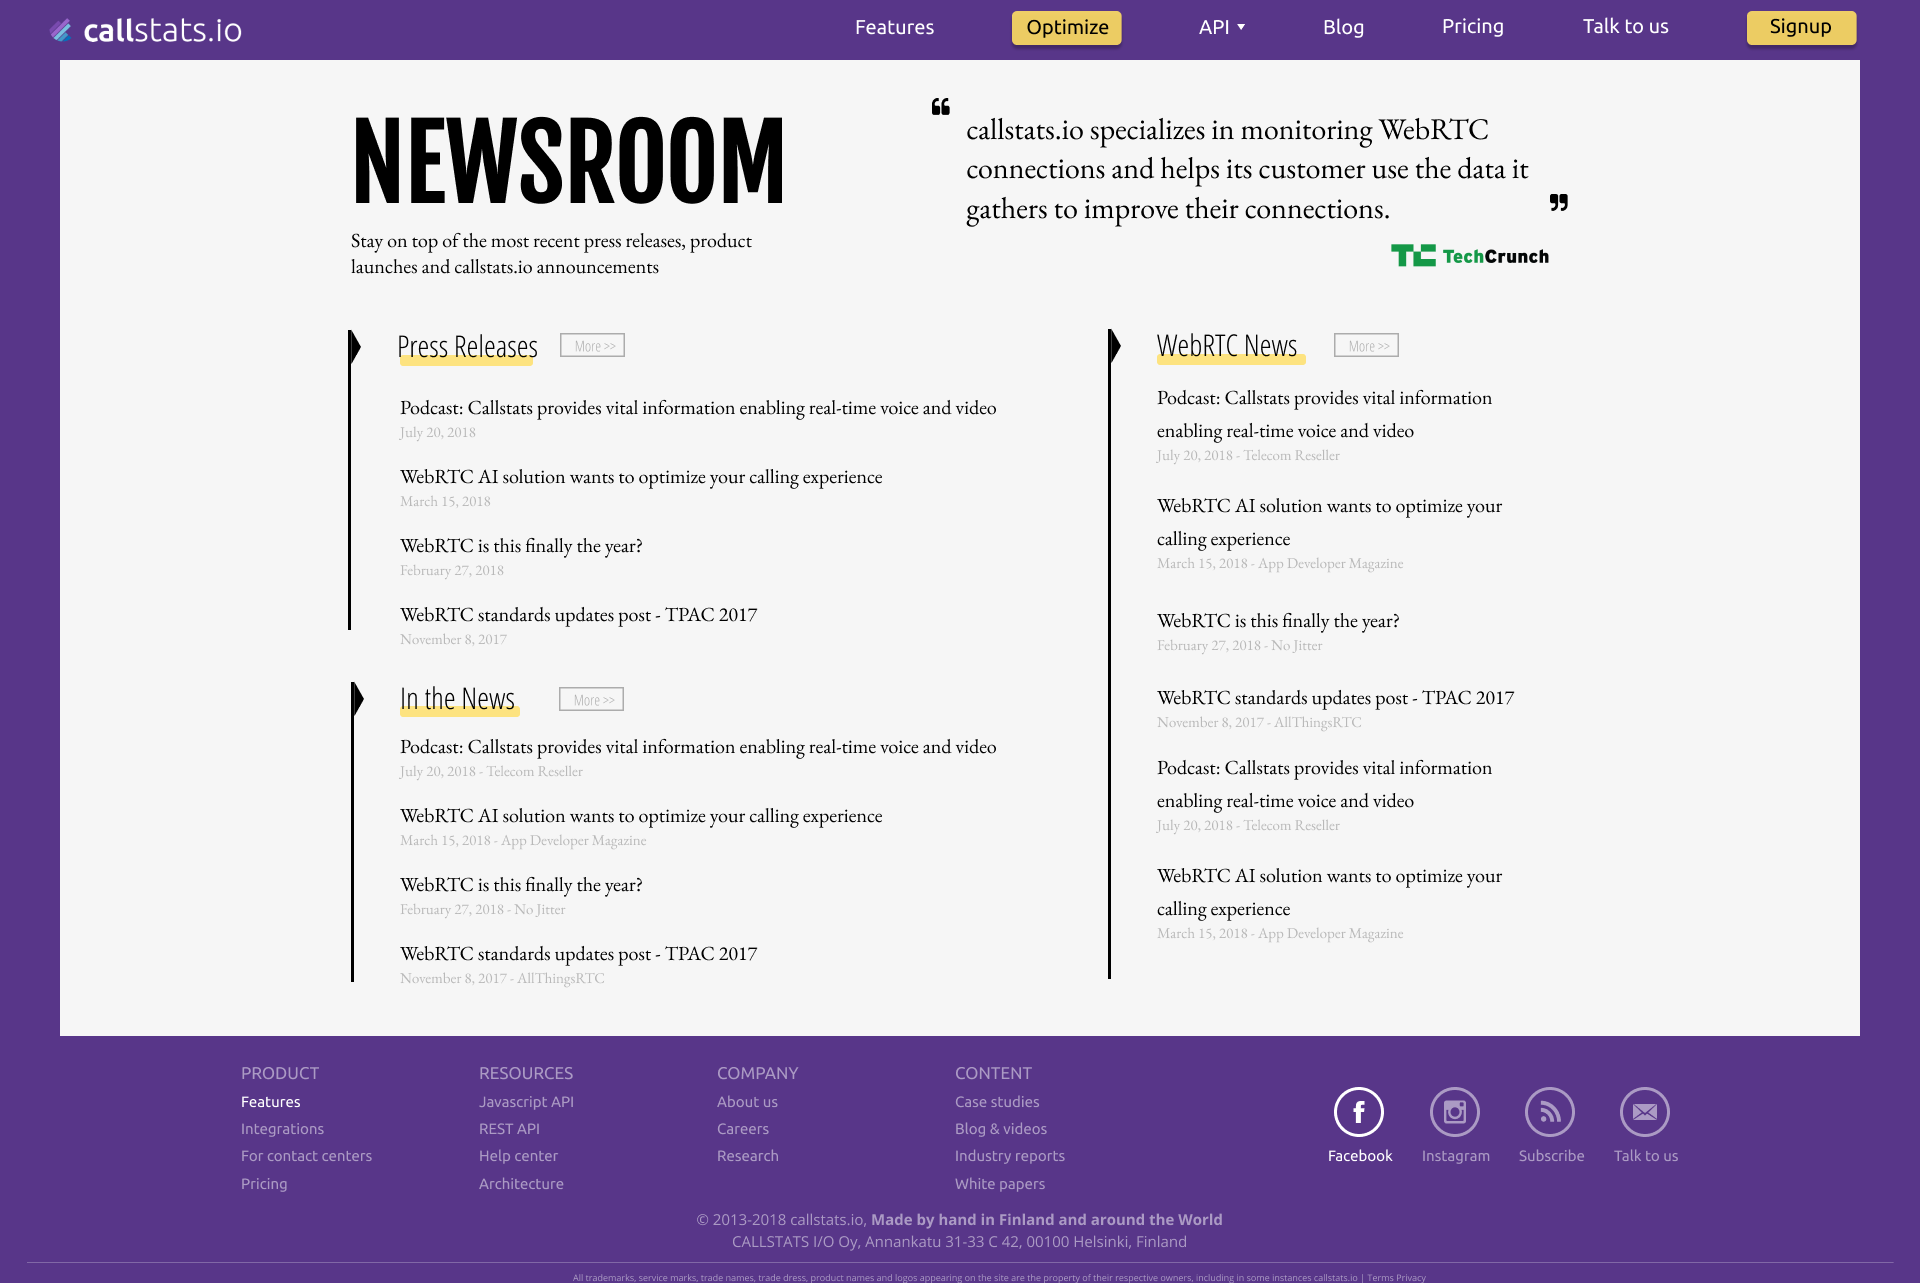 callstats.io
Features
Optimize
API
Blog
Pricing
Talk to us
Signup
NEWSROOM
Stay on top of the most recent press releases, product
launches and callstats.io announcements
“
callstats.io specializes in monitoring WebRTC
connections and helps its customer use the data it
gathers to improve their connections.
”
TC TechCrunch
Press Releases
More >>
Podcast: Callstats provides vital information enabling real-time voice and video
July 20, 2018
WebRTC AI solution wants to optimize your calling experience
March 15, 2018
WebRTC is this finally the year?
February 27, 2018
WebRTC standards updates post - TPAC 2017
November 8, 2017
In the News
More >>
Podcast: Callstats provides vital information enabling real-time voice and video
July 20, 2018 - Telecom Reseller
WebRTC AI solution wants to optimize your calling experience
March 15, 2018 - App Developer Magazine
WebRTC is this finally the year?
February 27, 2018 - No Jitter
WebRTC standards updates post - TPAC 2017
November 8, 2017 - AllThingsRTC
WebRTC News
More >>
Podcast: Callstats provides vital information
enabling real-time voice and video
July 20, 2018 - Telecom Reseller
WebRTC AI solution wants to optimize your
calling experience
March 15, 2018 - App Developer Magazine
WebRTC is this finally the year?
February 27, 2018 - No Jitter
WebRTC standards updates post - TPAC 2017
November 8, 2017 - AllThingsRTC
Podcast: Callstats provides vital information
enabling real-time voice and video
July 20, 2018 - Telecom Reseller
WebRTC AI solution wants to optimize your
calling experience
March 15, 2018 - App Developer Magazine
PRODUCT
Features
Integrations
For contact centers
Pricing
RESOURCES
Javascript API
REST API
Help center
Architecture
COMPANY
About us
Careers
Research
CONTENT
Case studies
Blog & videos
Industry reports
White papers
Facebook
Instagram
Subscribe
Talk to us
© 2013-2018 callstats.io, Made by hand in Finland and around the World
CALLSTATS I/O Oy, Annankatu 31-33 C 42, 00100 Helsinki, Finland
All trademarks, service marks, trade names, trade dress, product names and logos appearing on the site are the property of their respective owners, including in some instances callstats.io | Terms Privacy